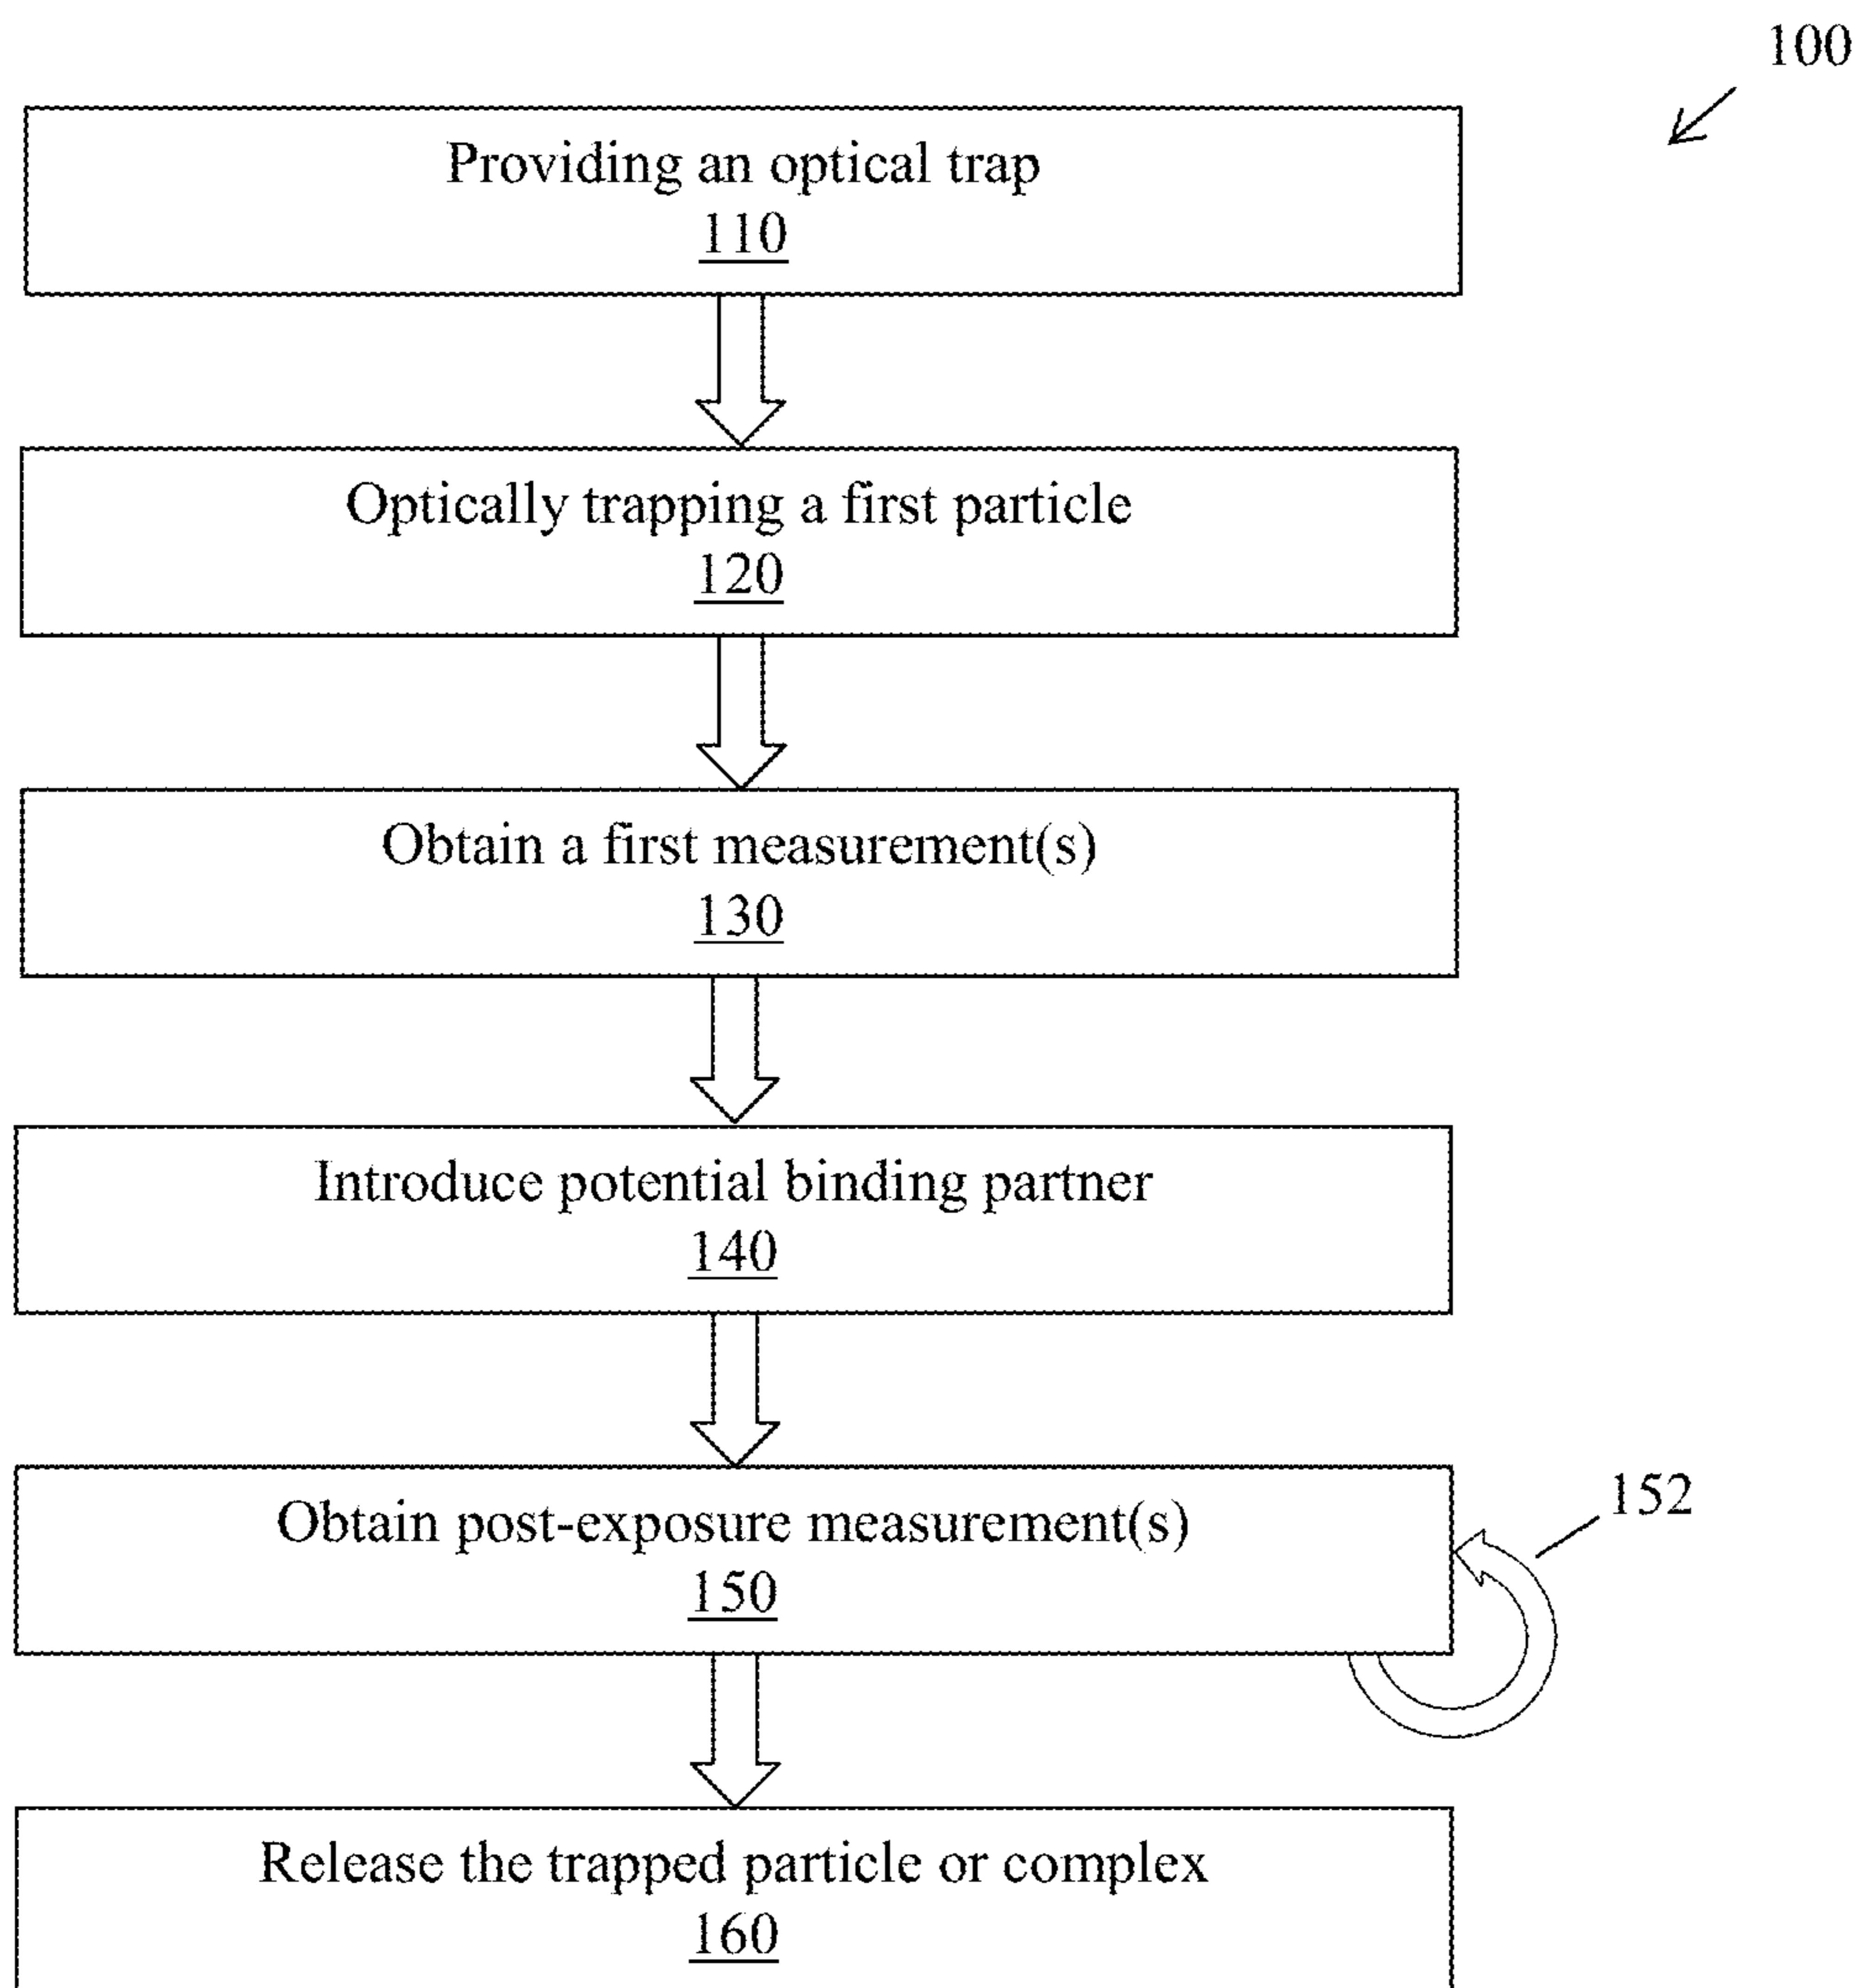 100
Providing an optical trap
110
Optically trapping a first particle
120
Obtain a first measurement(s)
130
Introduce potential binding partner
140
Obtain post-exposure measurement(s)
150
152
Release the trapped particle or complex
160